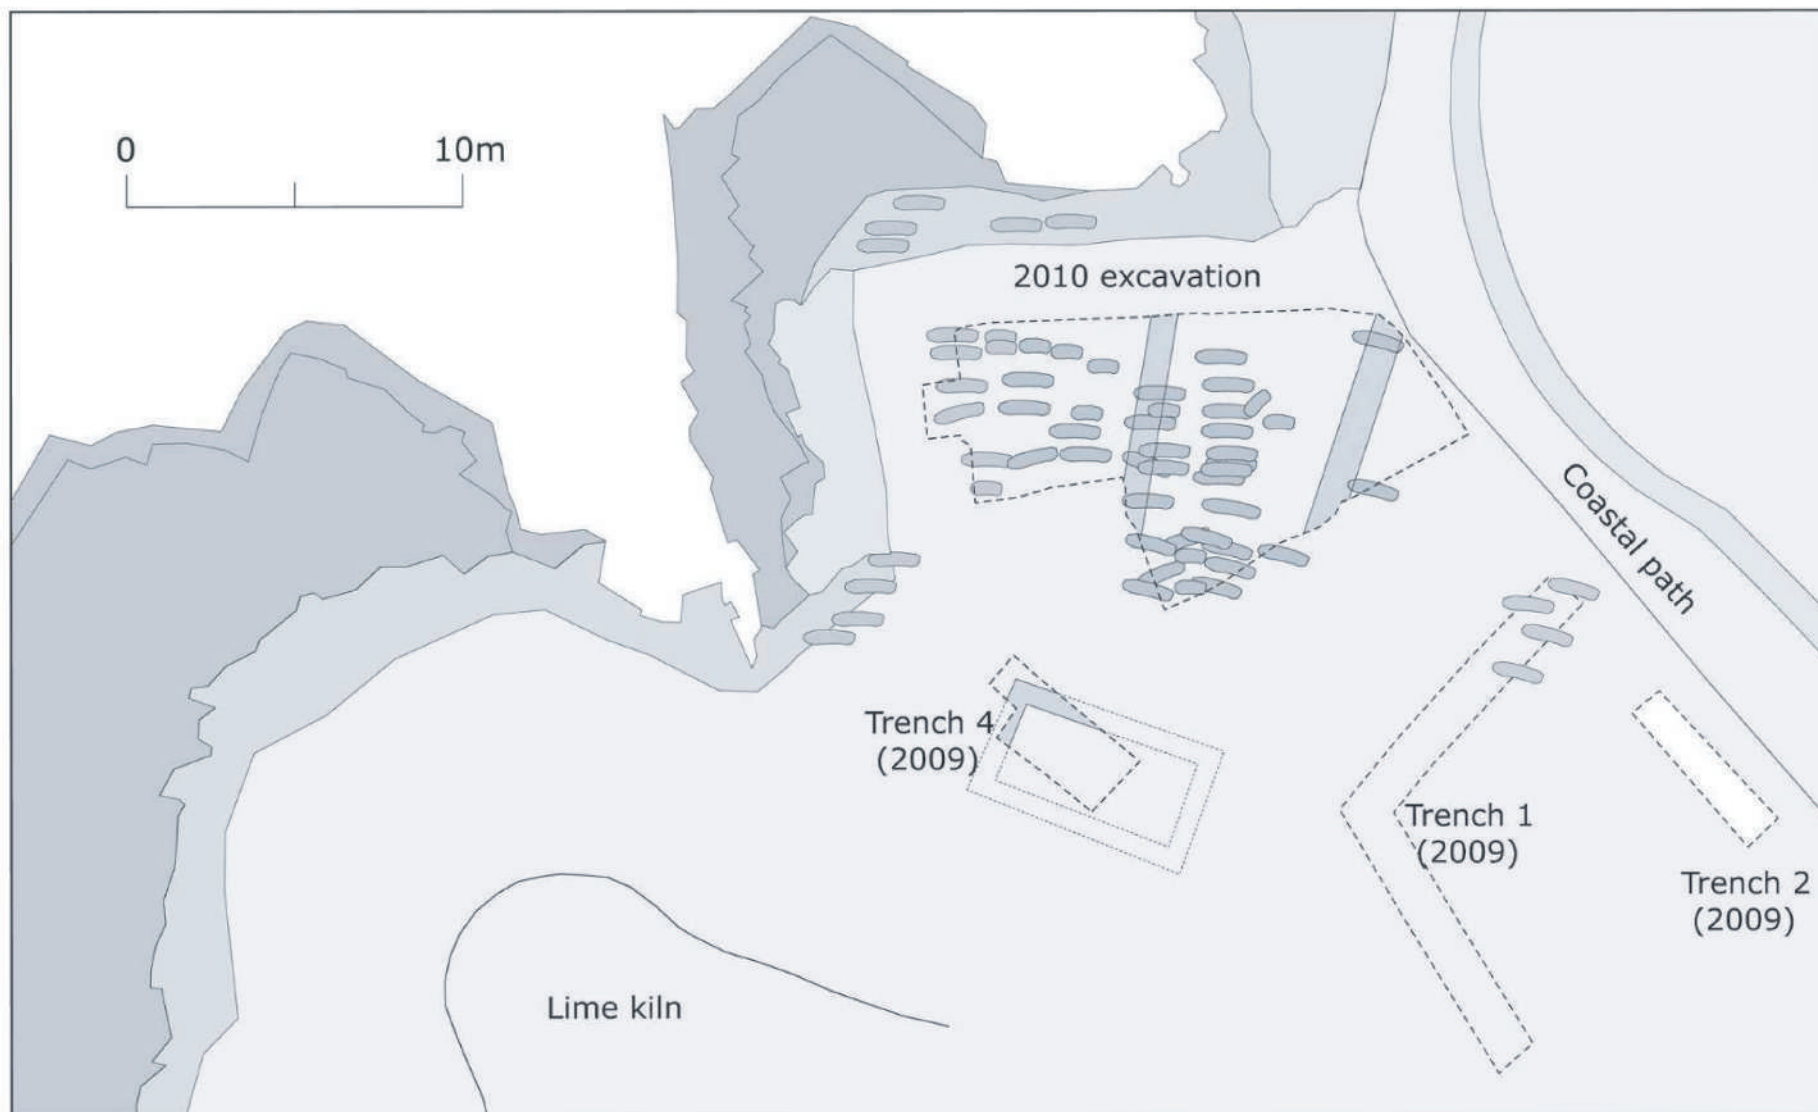 0
10m
2010 excavation
Coastal path
Trench 4
(2009)
Trench 1
(2009)
Trench 2
(2009)
Lime kiln